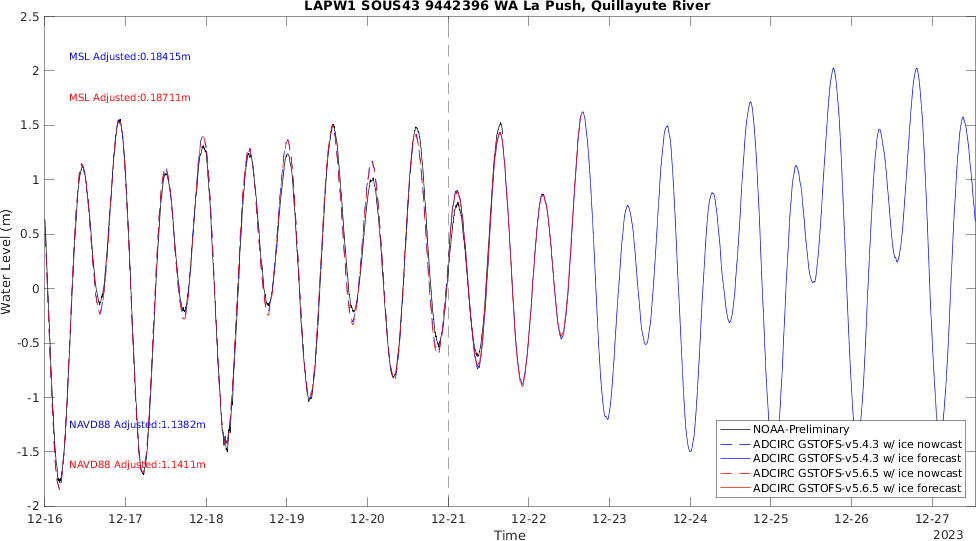 LAPW1 SOUS43 9442396 WA La Push, Quillayute River
2.5
2
1.5
1
0.5
0
-0.5
-1
-1.5
-2
Water Level (m)
MSL Adjusted:0.18415m
MSL Adjusted:0.18711m
NAVD88 Adjusted:1.1382m
NAVD88 Adjusted:1.1411m
NOAA-Preliminary
ADCIRC GSTOFS-v5.4.3 w/ ice nowcast
ADCIRC GSTOFS-v5.4.3 w/ ice forecast
ADCIRC GSTOFS-v5.6.5 w/ ice nowcast
ADCIRC GSTOFS-v5.6.5 w/ ice forecast
12-16 12-17 12-18 12-19 12-20 12-21 12-22 12-23 12-24 12-25 12-26 12-27
2023
Time